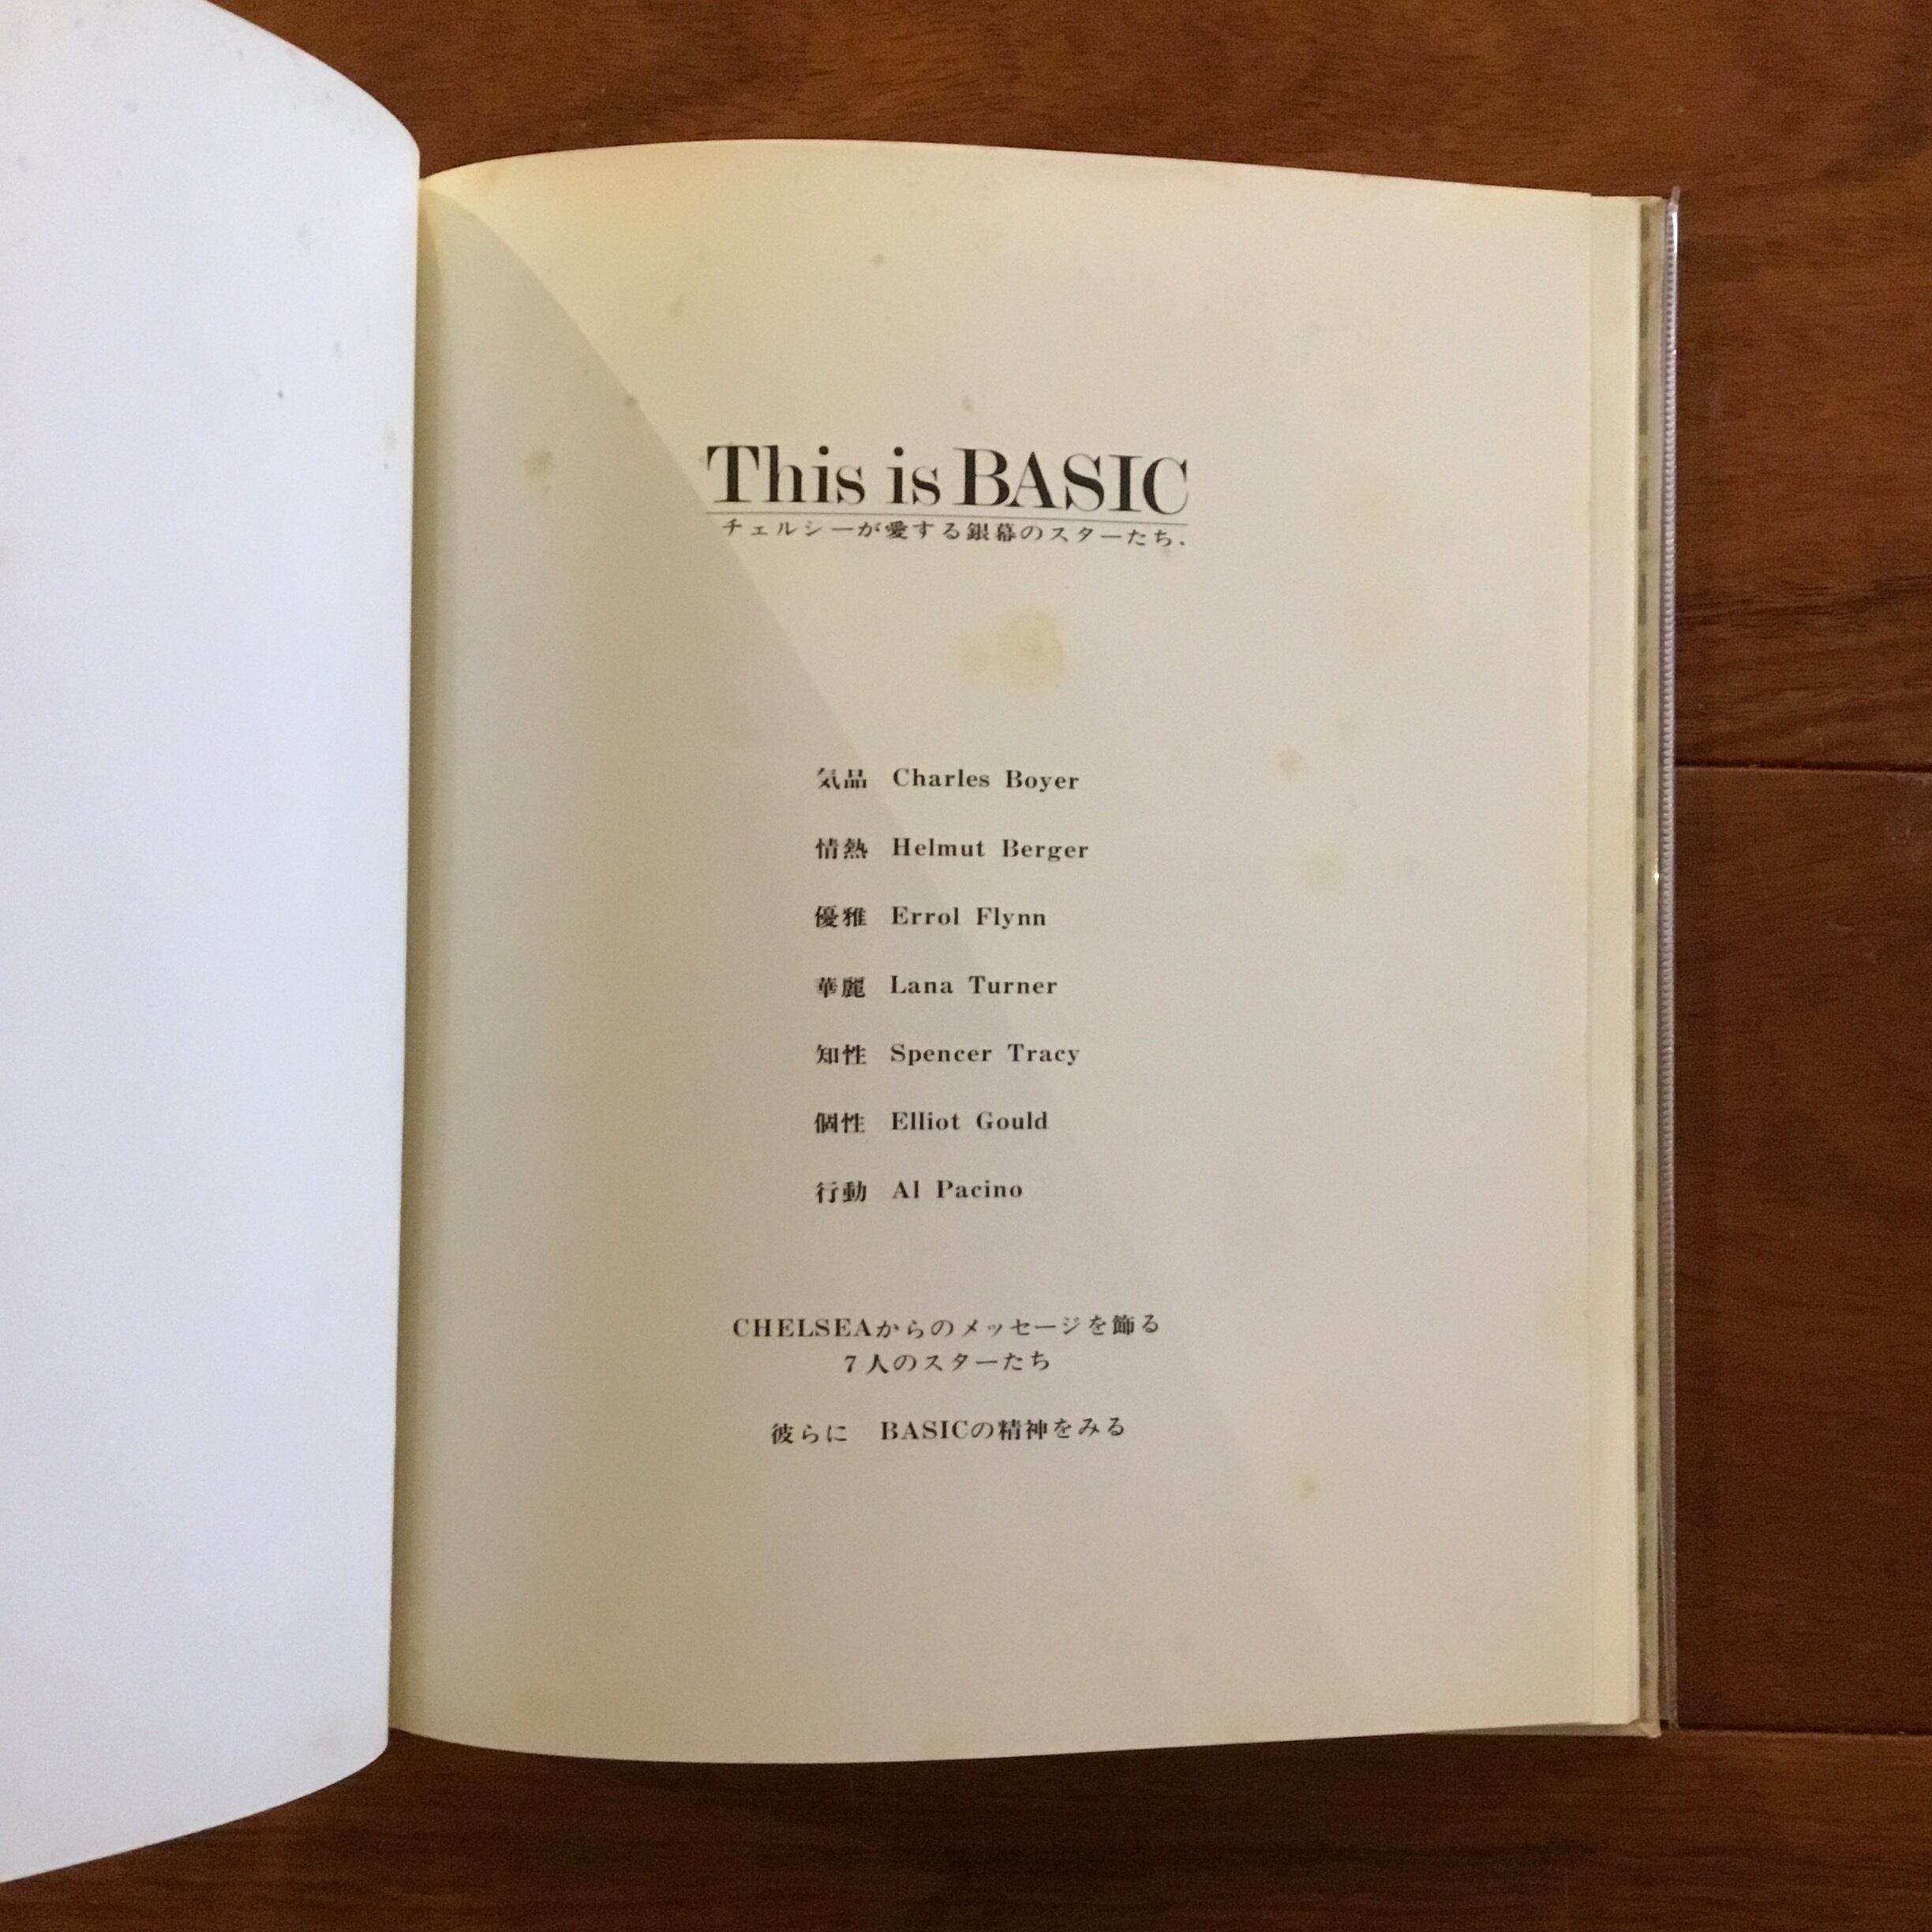 This is BASIC
チェルシーが愛する銀幕のスターたち.
気品 Charles Boyer
情熱 Helmut Berger
優雅 Errol Flynn
華麗 Lana Turner
知性 Spencer Tracy
個性 Elliot Gould
行動 Al Pacino
CHELSEAからのメッセージを飾る
7人のスターたち
彼らに　BASICの精神をみる